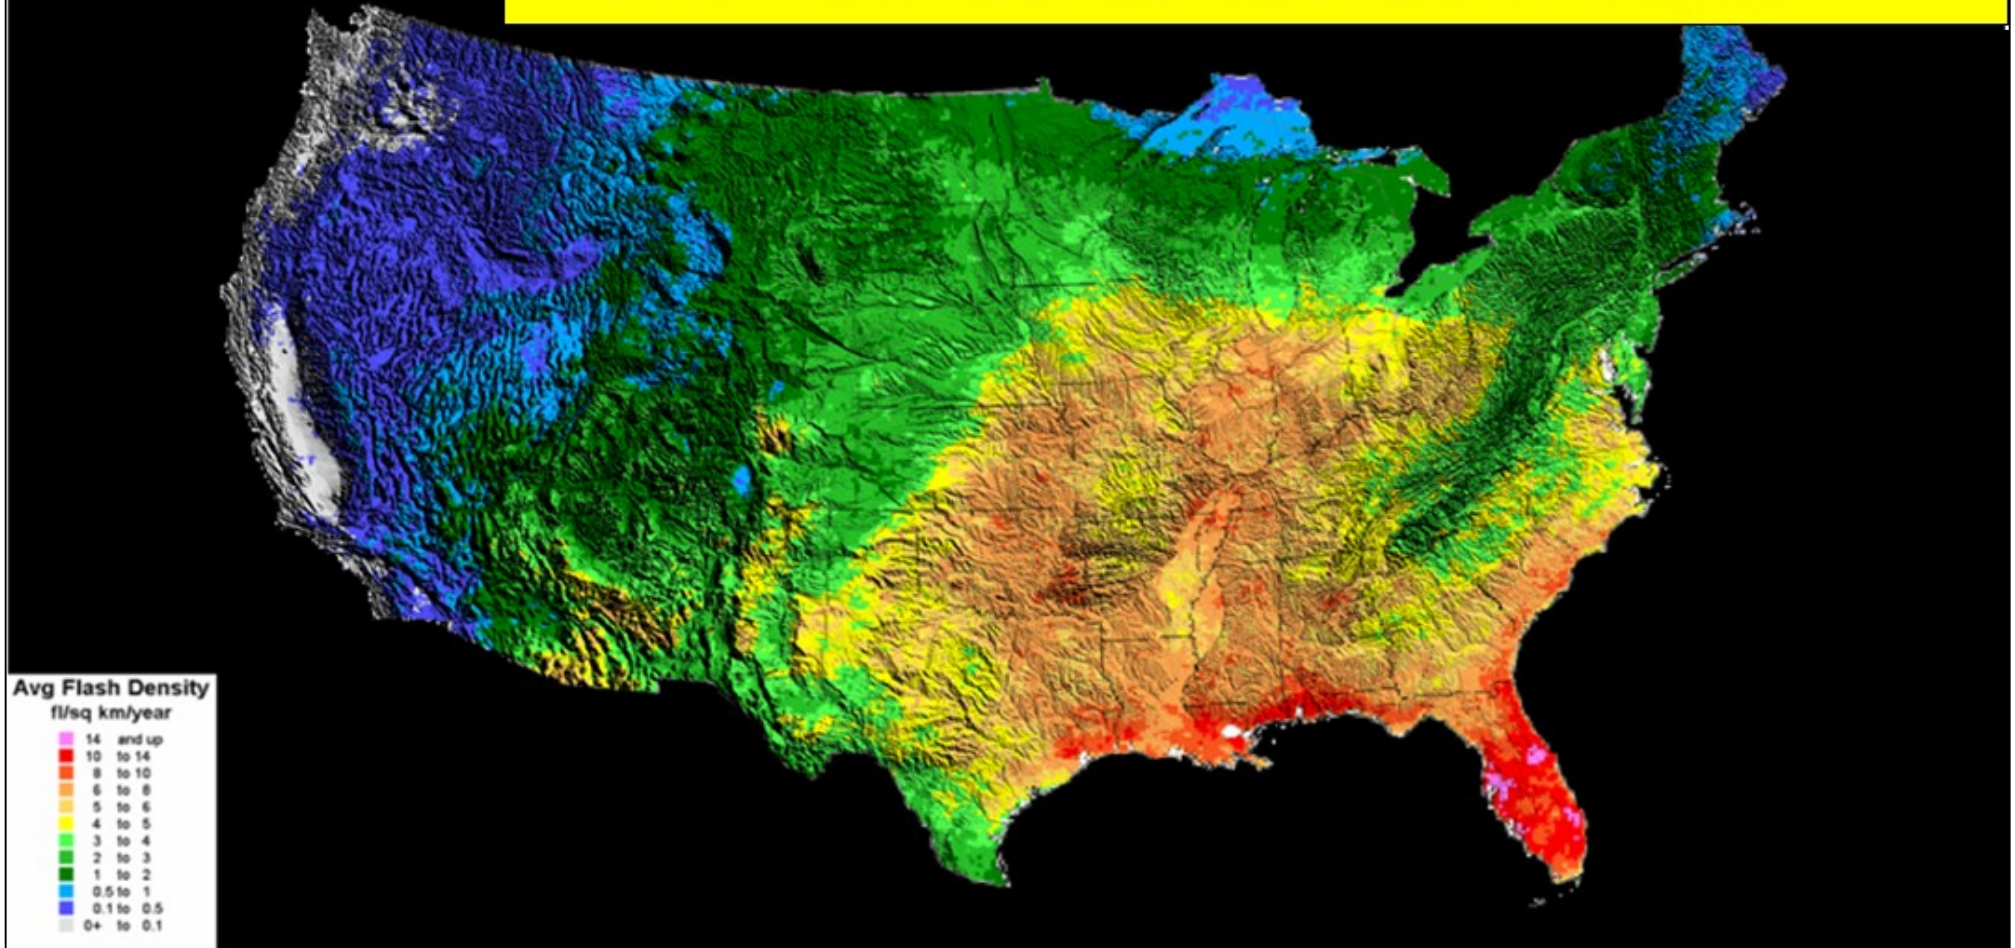 Avg Flash Density
fl/sq km/year
14 and up
10 to 14
8 to 10
6 to 8
5 to 6
4 to 5
3 to 4
2 to 3
1 to 2
0.5 to 1
0.1 to 0.5
0+ to 0.1